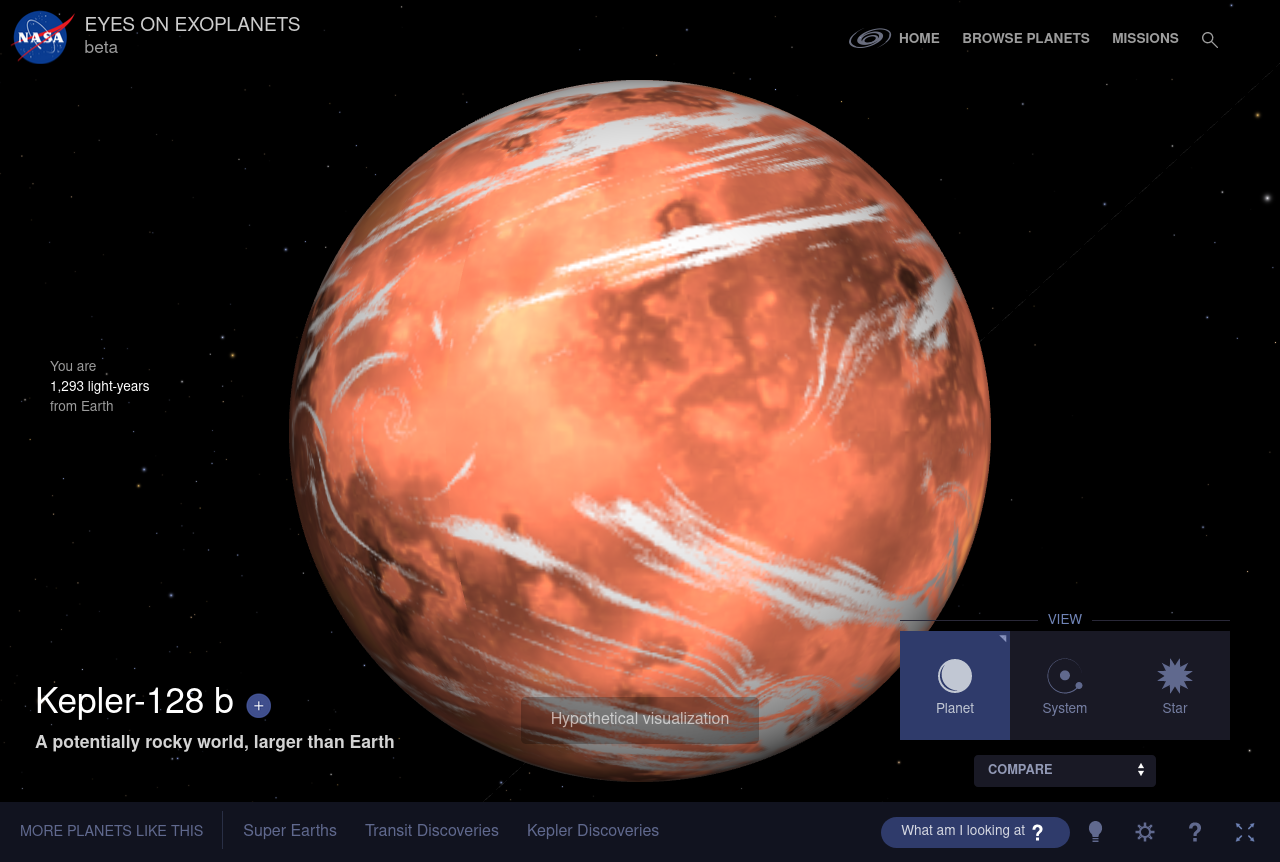 NASA
EYES ON EXOPLANETS
beta
HOME
BROWSE PLANETS
MISSIONS
You are
1,293 light-years
from Earth
VIEW
Planet
System
Star
Kepler-128 b +
A potentially rocky world, larger than Earth
Hypothetical visualization
COMPARE
MORE PLANETS LIKE THIS
Super Earths
Transit Discoveries
Kepler Discoveries
What am I looking at ?
?